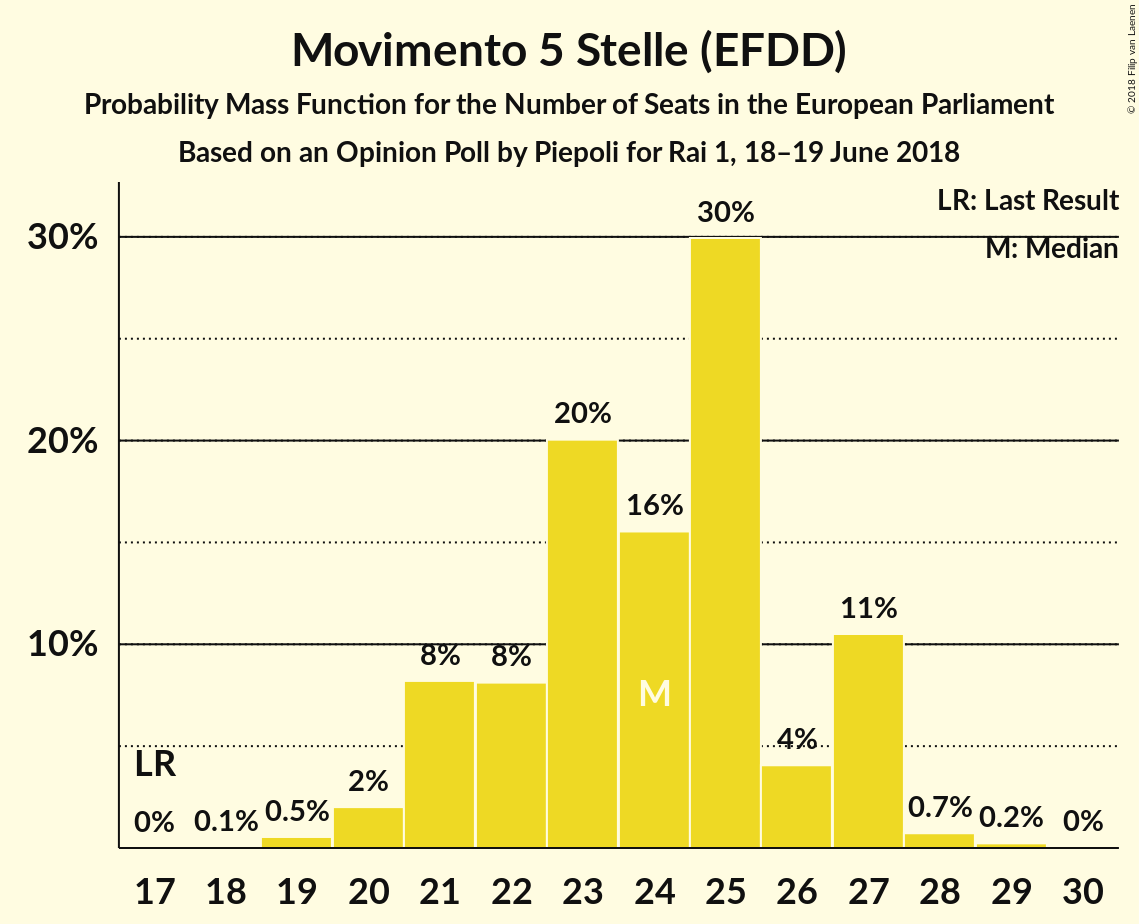 Movimento 5 Stelle (EFDD)
Probability Mass Function for the Number of Seats in the European Parliament
Based on an Opinion Poll by Piepoli for Rai 1, 18–19 June 2018
© 2018 Filip van Laenen
LR: Last Result
M: Median
30%
20%
10%
30%
20%
16%
11%
8%
8%
M
4%
LR
2%
0%
0.1%
0.5%
0.7%
0.2%
0%
17 18 19 20 21 22 23 24 25 26 27 28 29 30